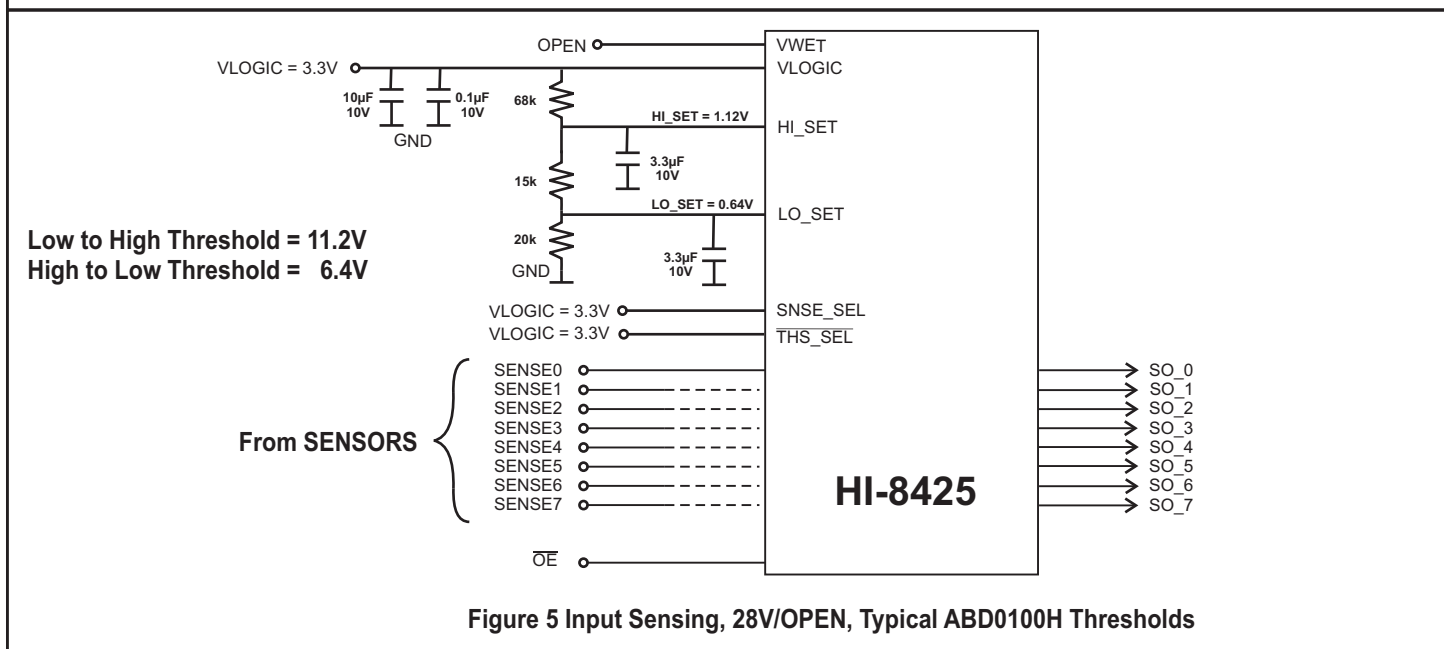 OPEN
VWET
VLOGIC = 3.3V
VLOGIC
10µF
10V
0.1µF
10V
GND
68k
HI_SET = 1.12V
HI_SET
3.3µF
10V
15k
LO_SET = 0.64V
LO_SET
20k
GND
3.3µF
10V
Low to High Threshold = 11.2V
High to Low Threshold = 6.4V
VLOGIC = 3.3V
SNSE_SEL
VLOGIC = 3.3V
THS_SEL
From SENSORS
SENSE0
SENSE1
SENSE2
SENSE3
SENSE4
SENSE5
SENSE6
SENSE7
HI-8425
SO_0
SO_1
SO_2
SO_3
SO_4
SO_5
SO_6
SO_7
OE
Figure 5 Input Sensing, 28V/OPEN, Typical ABD0100H Thresholds